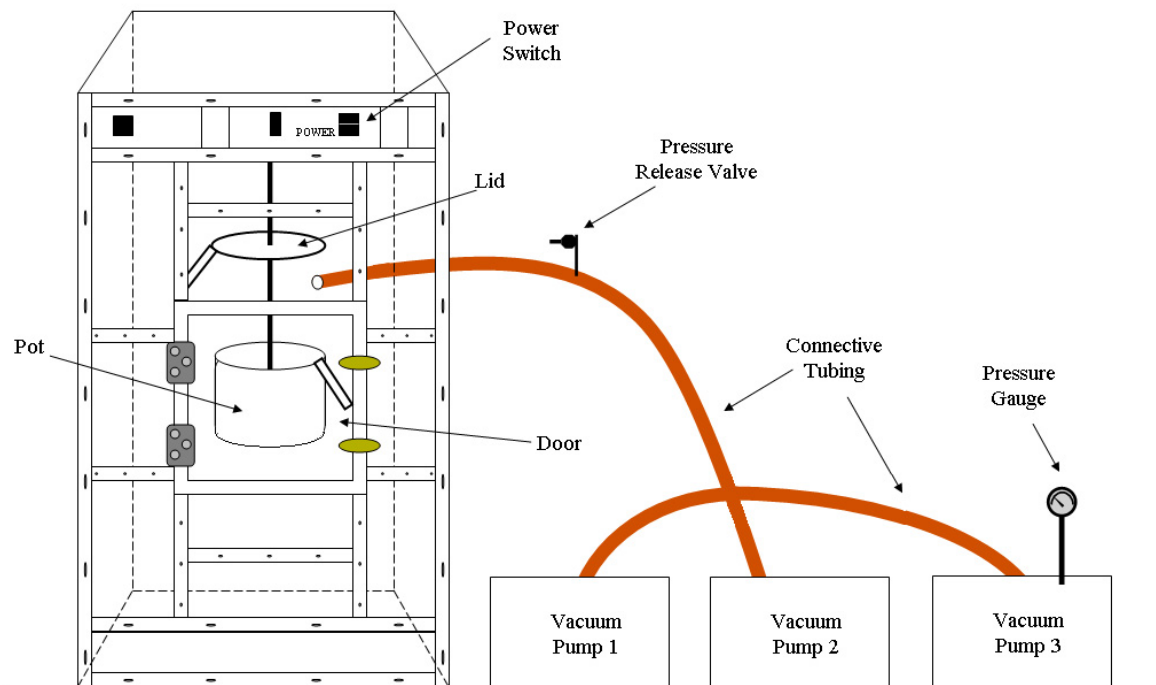 Power
Switch
POWER
Pressure
Release Valve
Lid
Connective
Tubing
Pot
Pressure
Gauge
Door
Vacuum
Pump 1
Vacuum
Pump 2
Vacuum
Pump 3